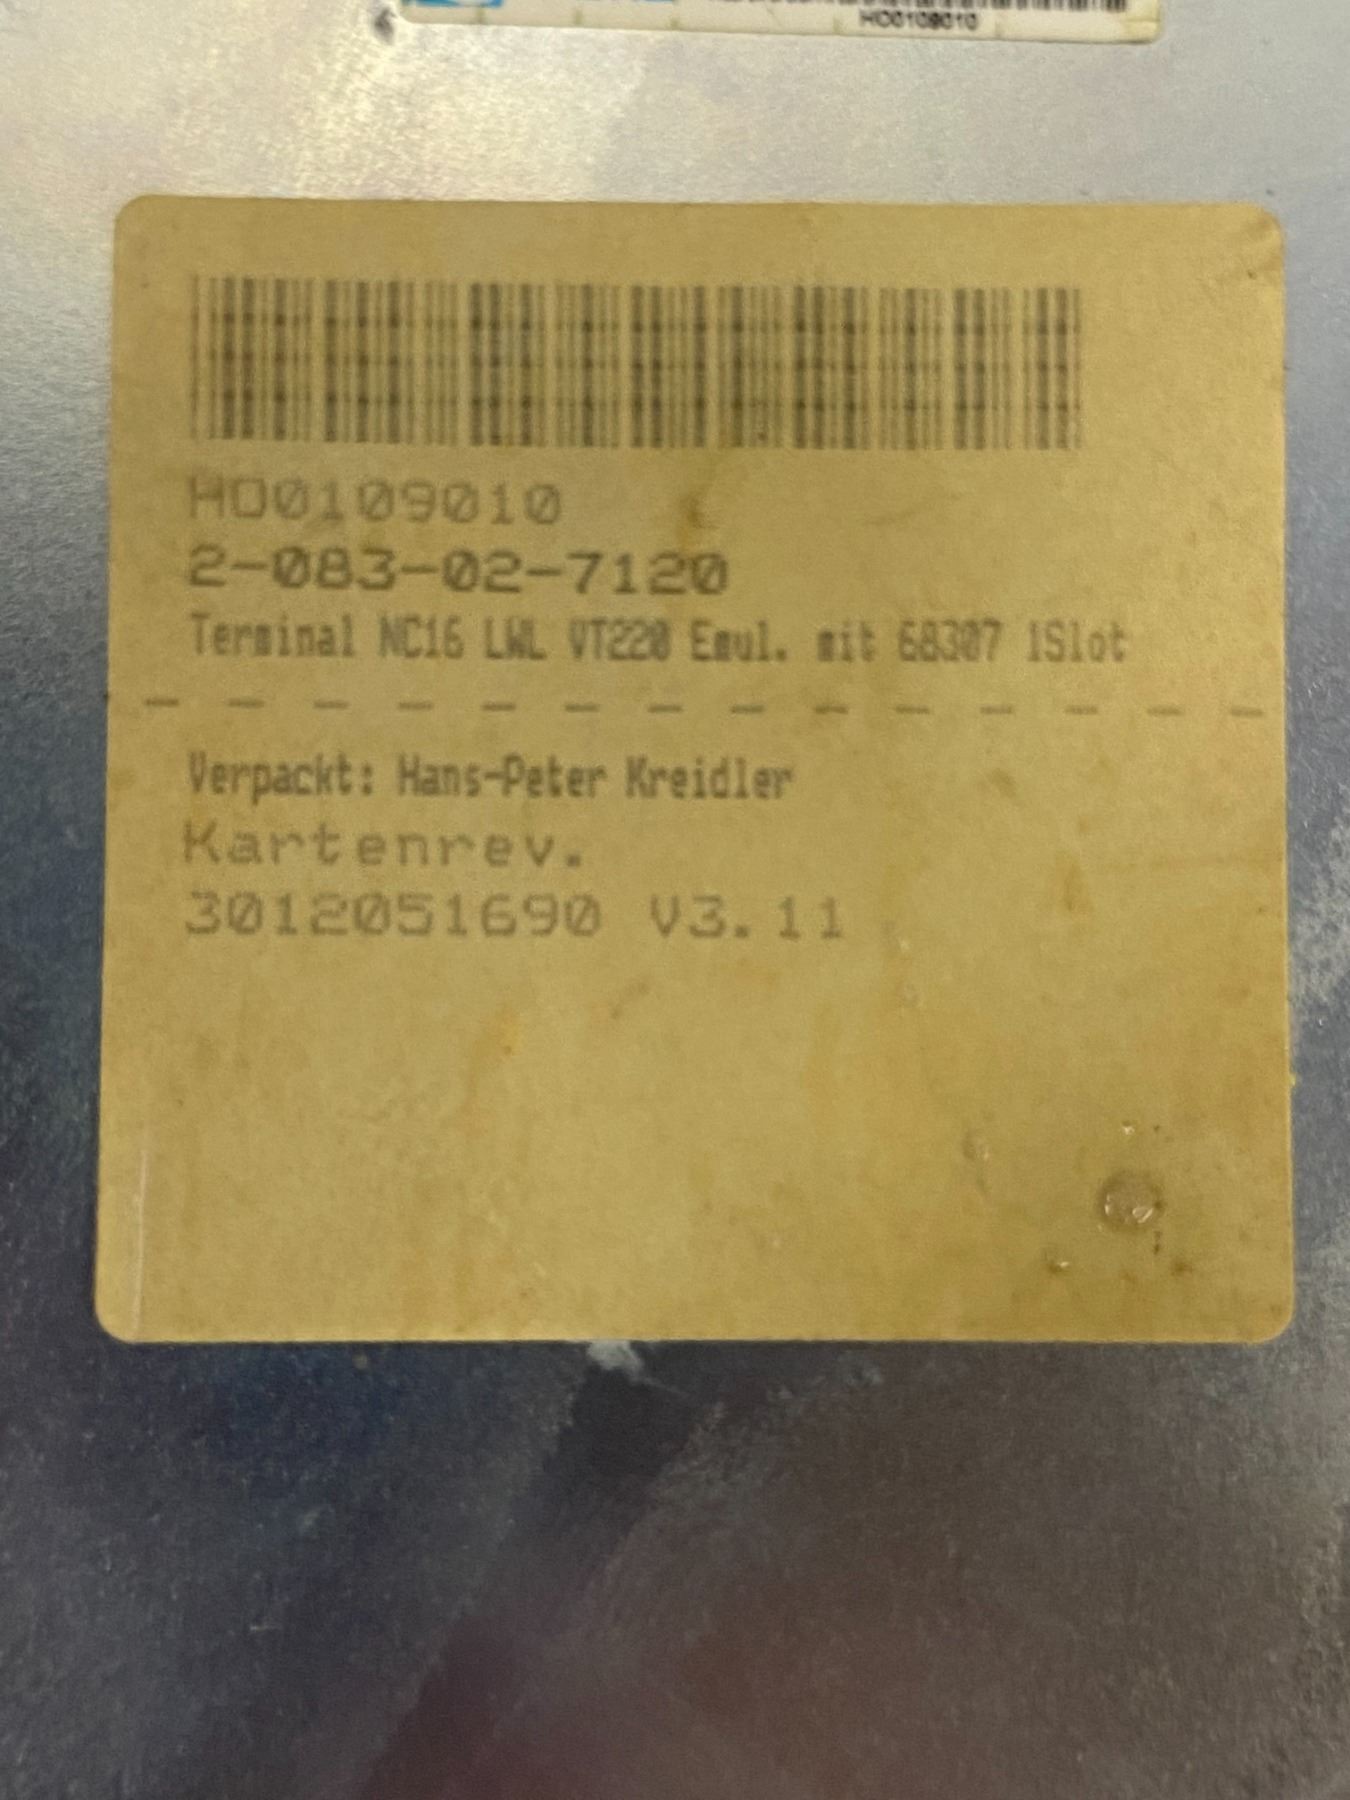 HO0109010
HO0109010
2-083-02-7120
Terminal NC16 LWL VT220 Emul. mit 68307 1Slot
Verpackt: Hans-Peter Kreidler
Kartenrev.
3012051690 V3.11